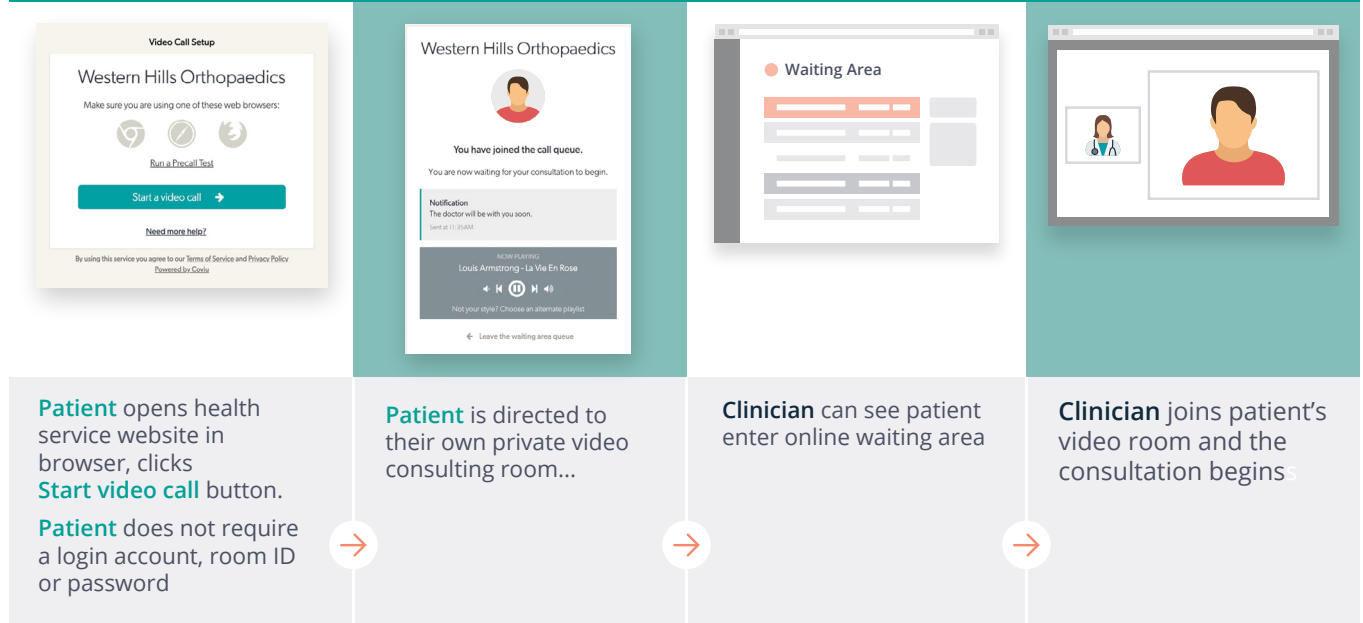 Video Call Setup
Western Hills Orthopaedics
Make sure you are using one of these web browsers:
Run a Precall Test
Start a video call
Need more help?
By using this service you agree to our Terms of Service and Privacy Policy
Powered by Coviu
Patient opens health
service website in
browser, clicks
Start video call button.
Patient does not require
a login account, room ID
or password
Western Hills Orthopaedics
You have joined the call queue.
You are now waiting for your consultation to begin.
Notification
The doctor will be with you soon.
Sent at 11:35AM
NOW PLAYING
Louis Armstrong - La Vie En Rose
Not your style? Choose an alternate playlist
Leave the waiting area queue
Patient is directed to
their own private video
consulting room...
Waiting Area
Clinician can see patient
enter online waiting area
Clinician joins patient’s
video room and the
consultation beginss